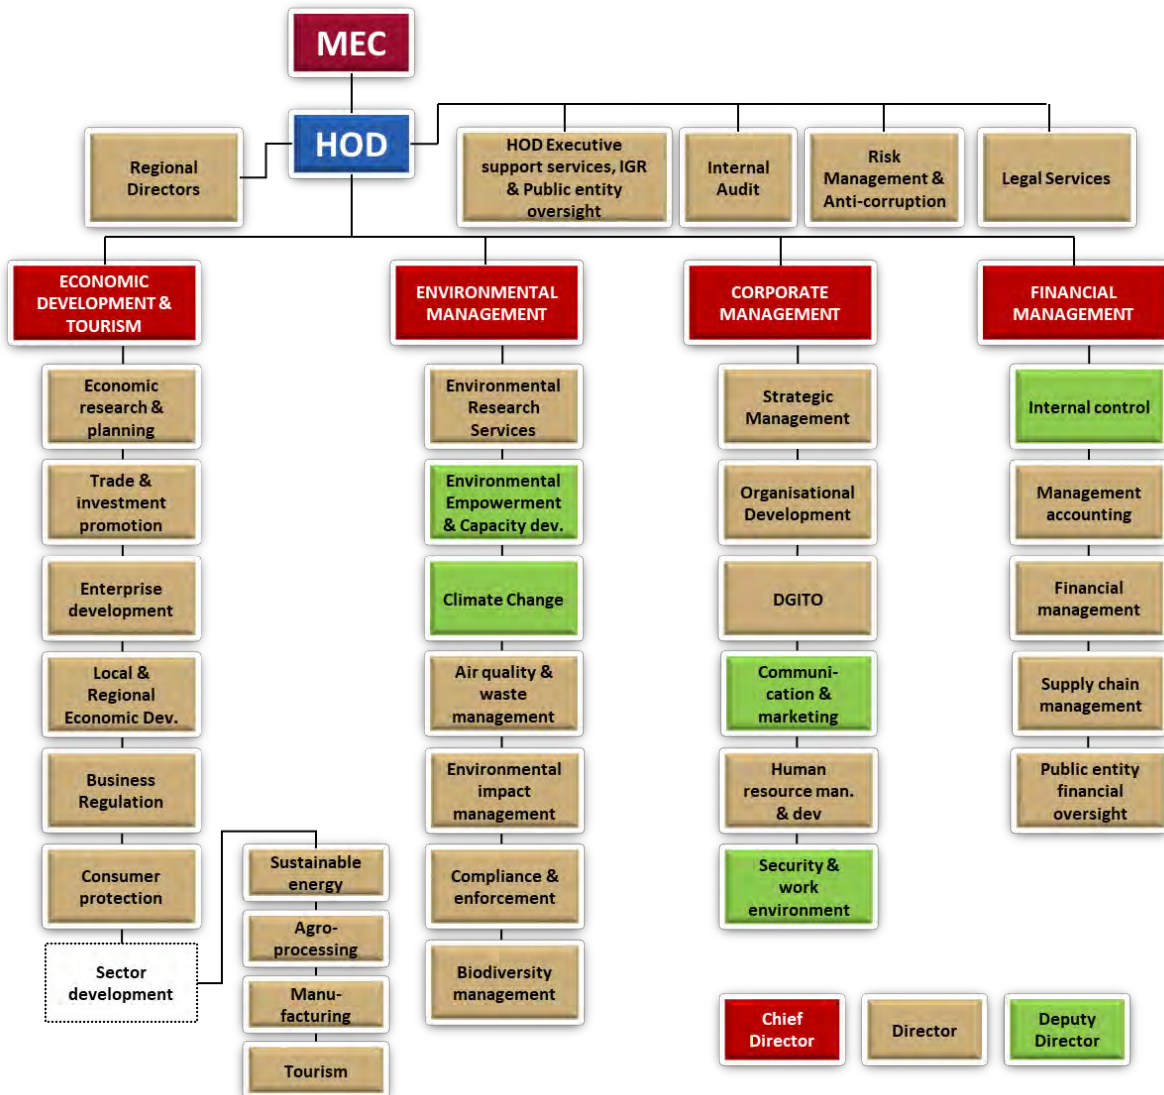 MEC
HOD
Regional
Directors
HOD Executive
support services, IGR
& Public entity
oversight
Internal
Audit
Risk
Management &
Anti-corruption
Legal Services
ECONOMIC
DEVELOPMENT &
TOURISM
Economic
research &
planning
Trade &
investment
promotion
Enterprise
development
Local &
Regional
Economic Dev.
Business
Regulation
Consumer
protection
Sector
development
Sustainable
energy
Agro-
processing
Manu-
facturing
Tourism
ENVIRONMENTAL
MANAGEMENT
Environmental
Research
Services
Environmental
Empowerment
& Capacity dev.
Climate Change
Air quality &
waste
management
Environmental
impact
management
Compliance &
enforcement
Biodiversity
management
CORPORATE
MANAGEMENT
Strategic
Management
Organisational
Development
DGITO
Communi-
cation &
marketing
Human
resource man.
& dev
Security &
work
environment
FINANCIAL
MANAGEMENT
Internal control
Management
accounting
Financial
management
Supply chain
management
Public entity
financial
oversight
Chief
Director
Director
Deputy
Director